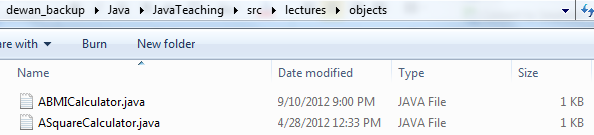 dewan_backup ▸ Java ▸ JavaTeaching ▸ src ▸ lectures ▸ objects
are with Burn New folder
Name Date modified Type Size
ABMICalculator.java 9/10/2012 9:00 PM JAVA File 1 KB
ASquareCalculator.java 4/28/2012 12:33 PM JAVA File 1 KB